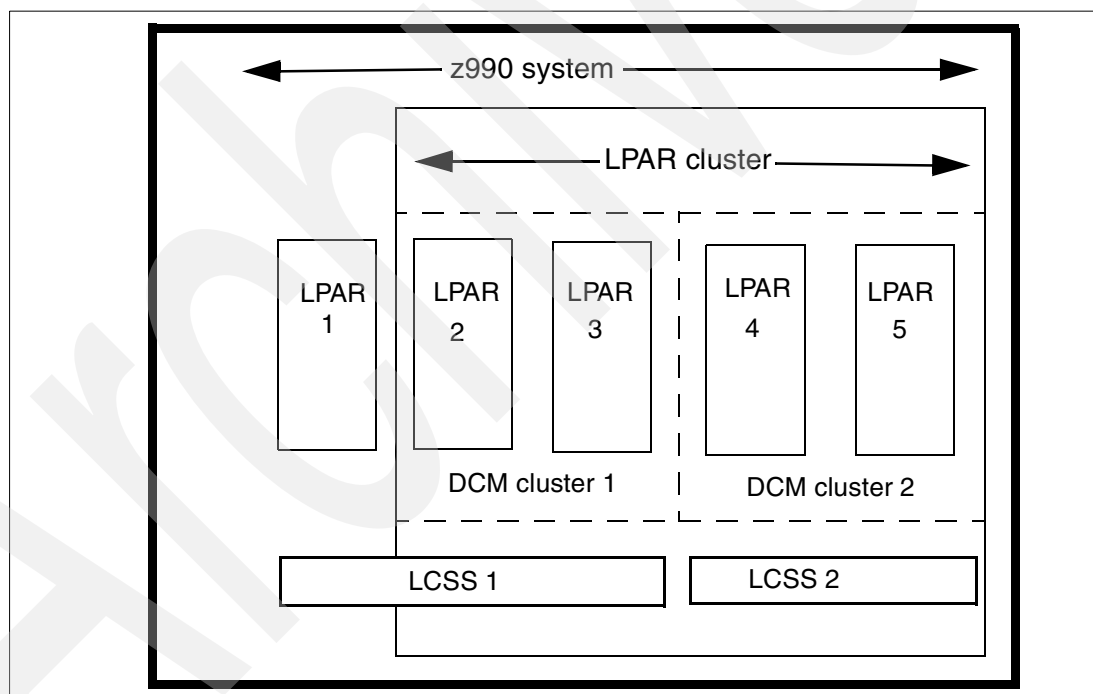 z990 system
LPAR cluster
LPAR
1
LPAR
2
LPAR
3
LPAR
4
LPAR
5
DCM cluster 1
DCM cluster 2
LCSS 1
LCSS 2